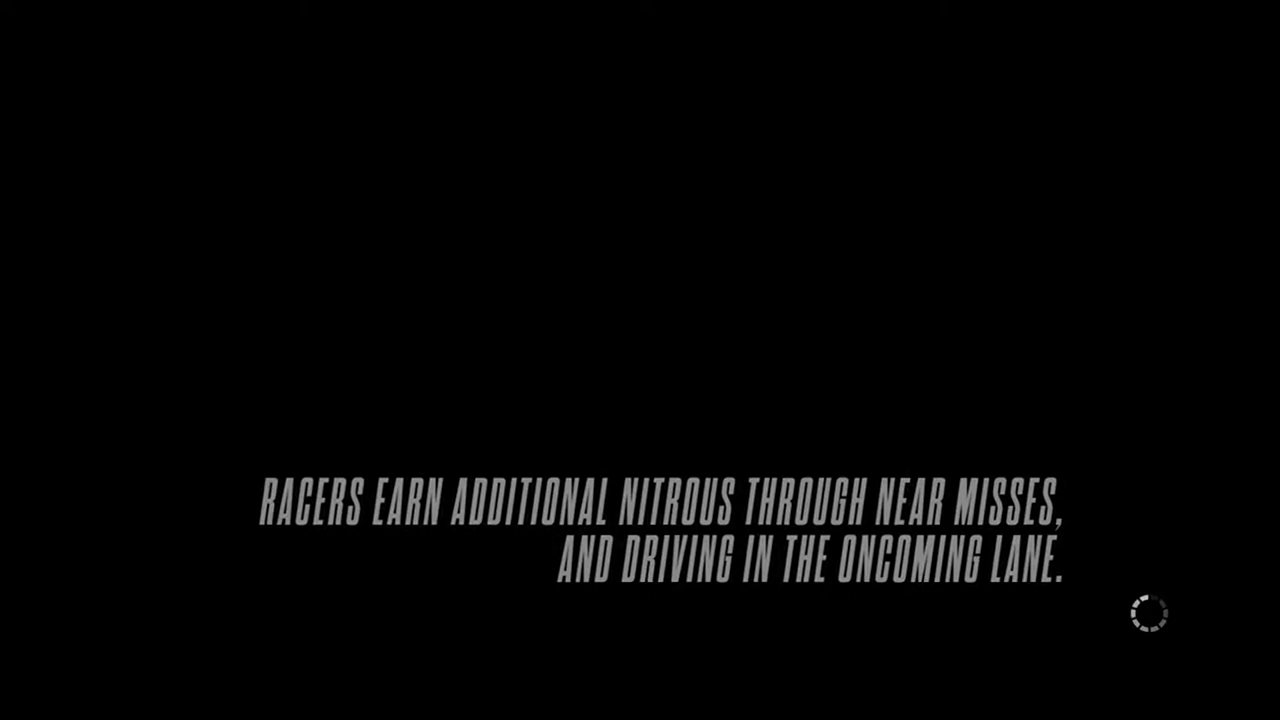 RACERS EARN ADDITIONAL NITROUS THROUGH NEAR MISSES,
AND DRIVING IN THE ONCOMING LANE.